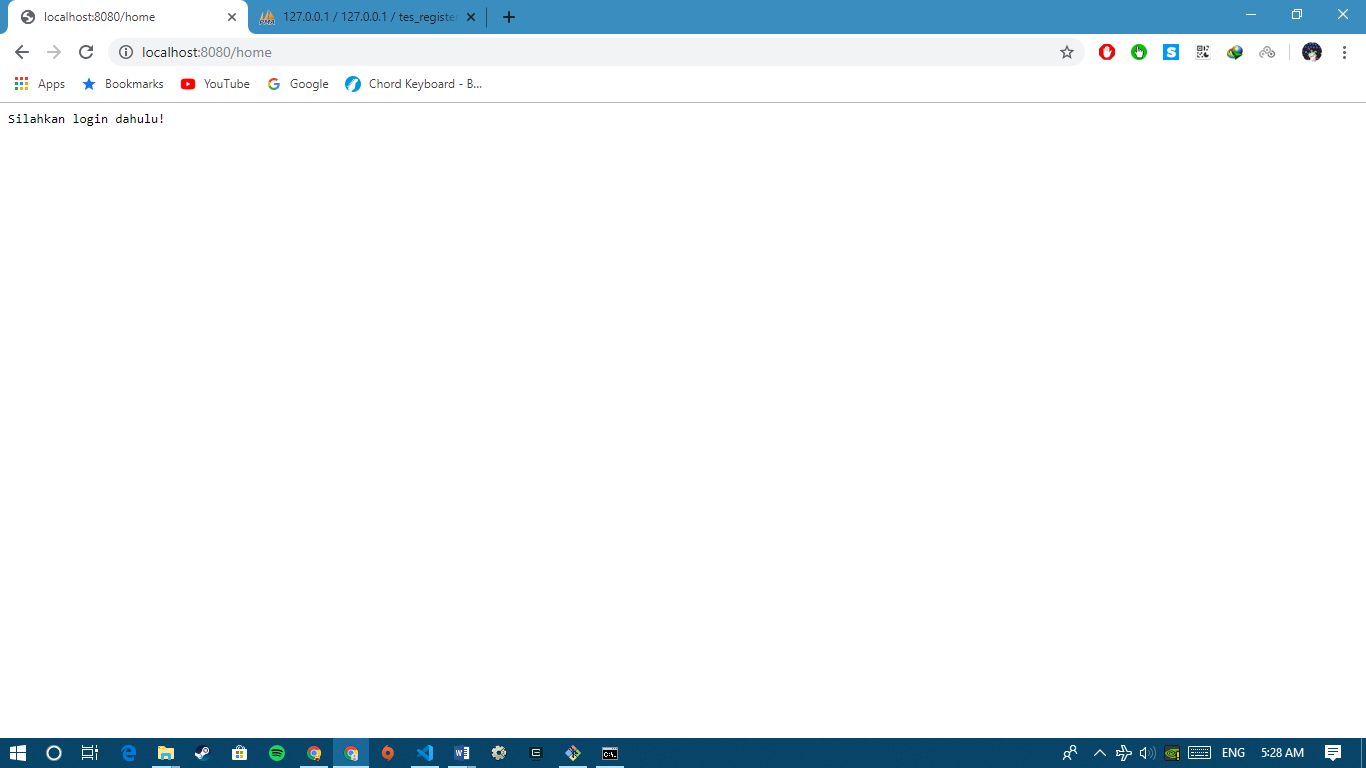 localhost:8080/home
127.0.0.1 / 127.0.0.1 / tes_register
localhost:8080/home
Apps Bookmarks YouTube Google Chord Keyboard - B...
Silahkan login dahulu!
ENG 5:28 AM